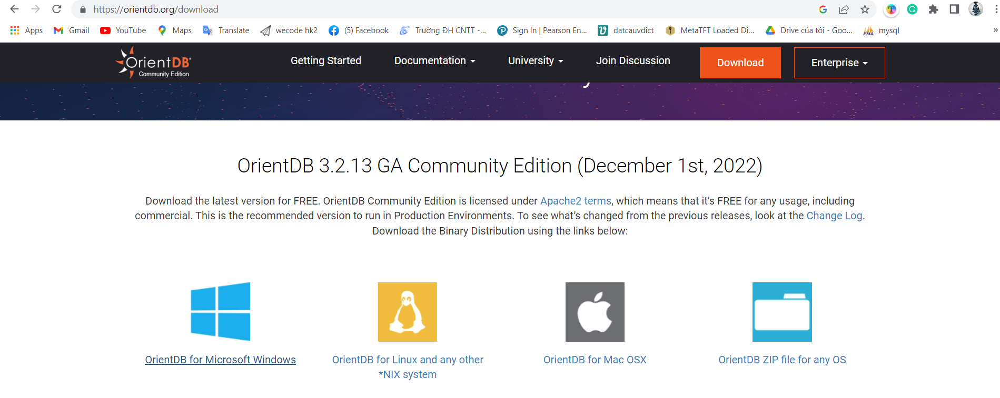 https://orientdb.org/download
Apps Gmail YouTube Maps Translate wecode hk2 (5) Facebook Trường ĐH CNTT -... Sign In | Pearson En... datcauvdict MetaTFT Loaded Di... Drive của tôi - Goo... PMA mysql »
OrientDB®
Community Edition
Getting Started Documentation University Join Discussion Download Enterprise
OrientDB 3.2.13 GA Community Edition (December 1st, 2022)
Download the latest version for FREE. OrientDB Community Edition is licensed under Apache2 terms, which means that it’s FREE for any usage, including
commercial. This is the recommended version to run in Production Environments. To see what’s changed from the previous releases, look at the Change Log.
Download the Binary Distribution using the links below:
OrientDB for Microsoft Windows
OrientDB for Linux and any other
*NIX system
OrientDB for Mac OSX
OrientDB ZIP file for any OS